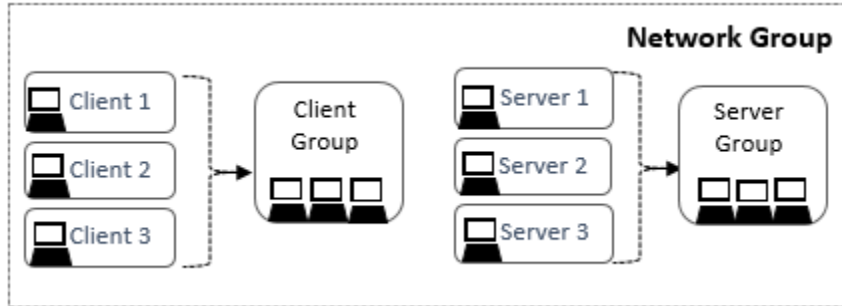 Network Group
Client 1
Client 2
Client 3
Client
Group
Server 1
Server 2
Server 3
Server
Group